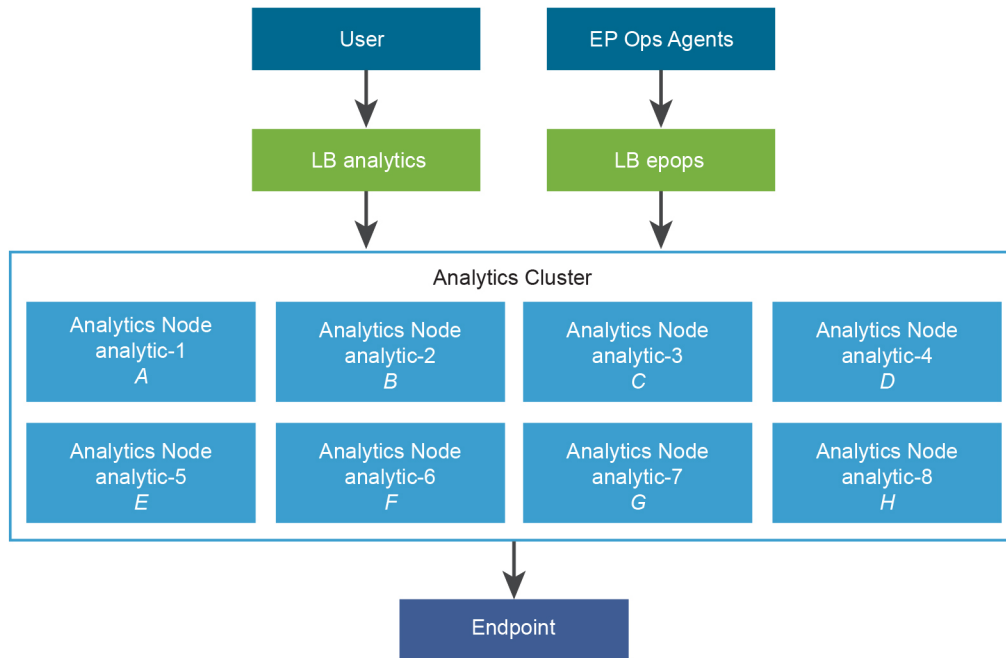 User
EP Ops Agents
LB analytics
LB epops
Analytics Cluster
Analytics Node
analytic-1
A
Analytics Node
analytic-2
B
Analytics Node
analytic-3
C
Analytics Node
analytic-4
D
Analytics Node
analytic-5
E
Analytics Node
analytic-6
F
Analytics Node
analytic-7
G
Analytics Node
analytic-8
H
Endpoint